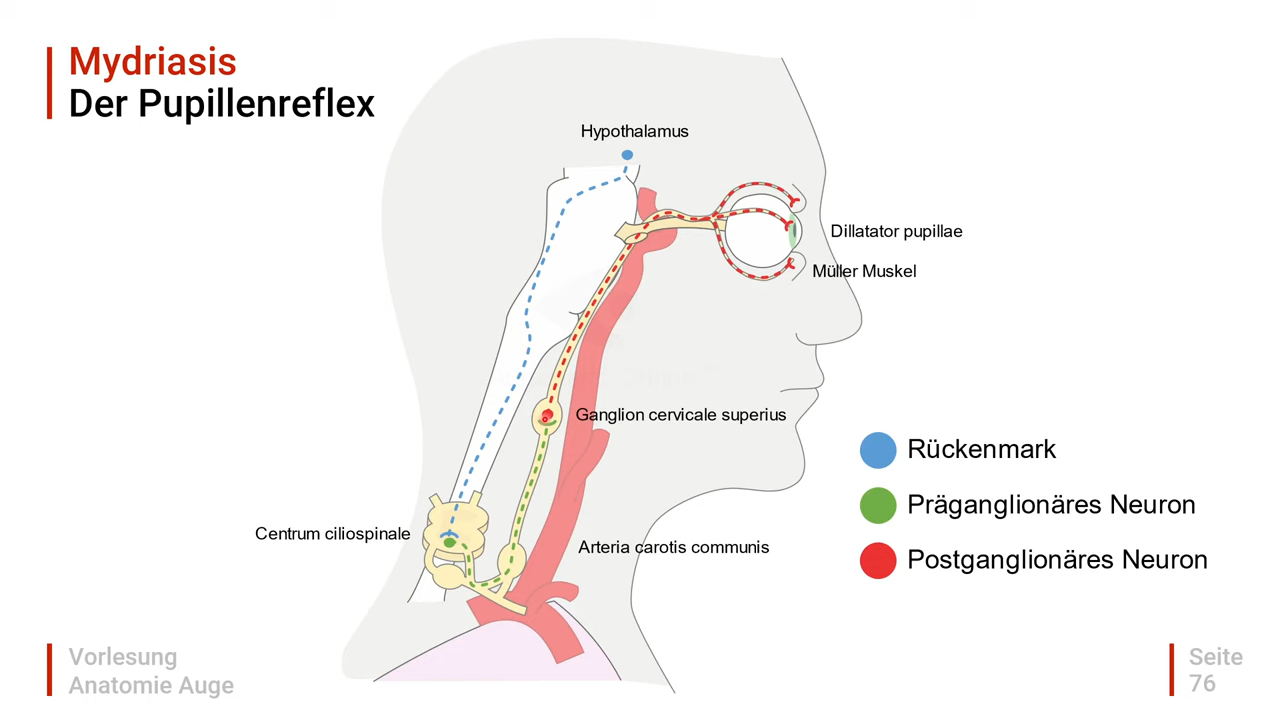 Mydriasis
Der Pupillenreflex
Hypothalamus
Dillatator pupillae
Müller Muskel
Ganglion cervicale superius
Rückenmark
Präganglionäres Neuron
Centrum ciliospinale
Arteria carotis communis
Postganglionäres Neuron
Vorlesung
Anatomie Auge
Seite
76